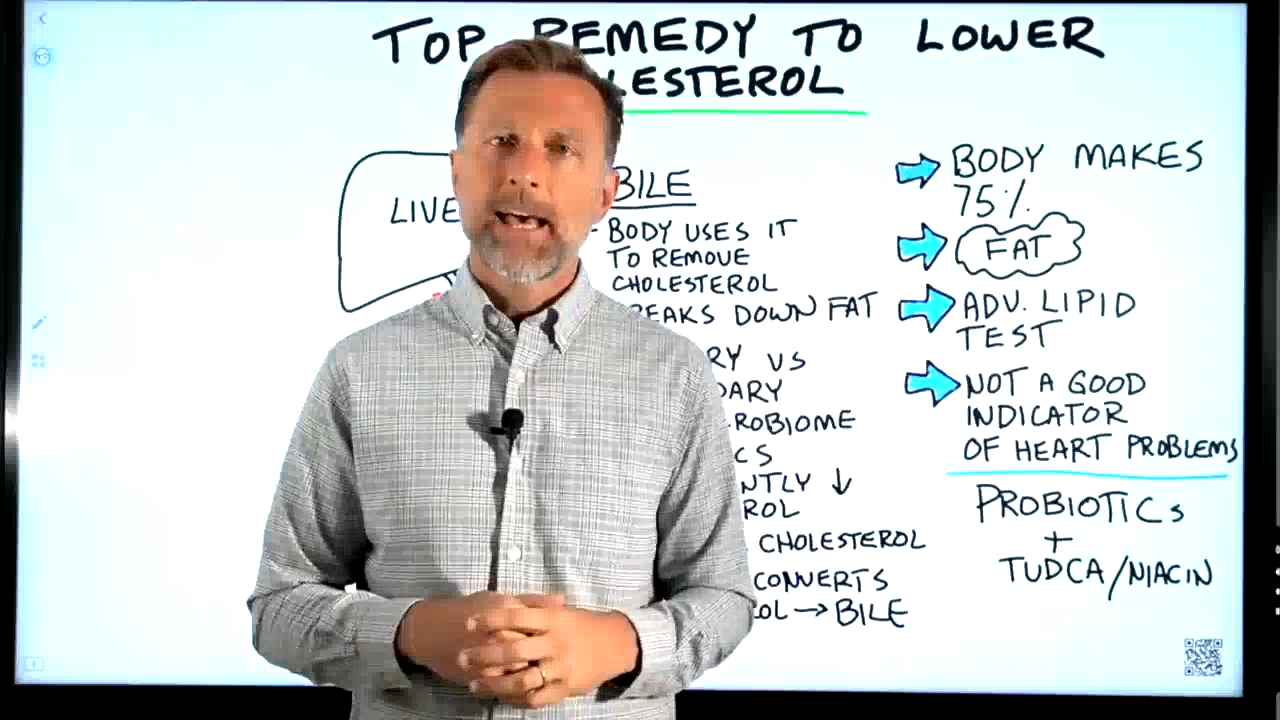 TOP REMEDY TO LOWER
LESTEROL
LIVE
BILE
BODY USES IT
TO REMOVE
CHOLESTEROL
EAKS DOWN FAT
RY VS
DARY
ROBIOME
CS
NTLY ↓
ROL
CHOLESTEROL
CONVERTS
OL → BILE
BODY MAKES
75%
FAT
ADV. LIPID
TEST
NOT A GOOD
INDICATOR
OF HEART PROBLEMS
PROBIOTICS
+
TUDCA/NIACIN